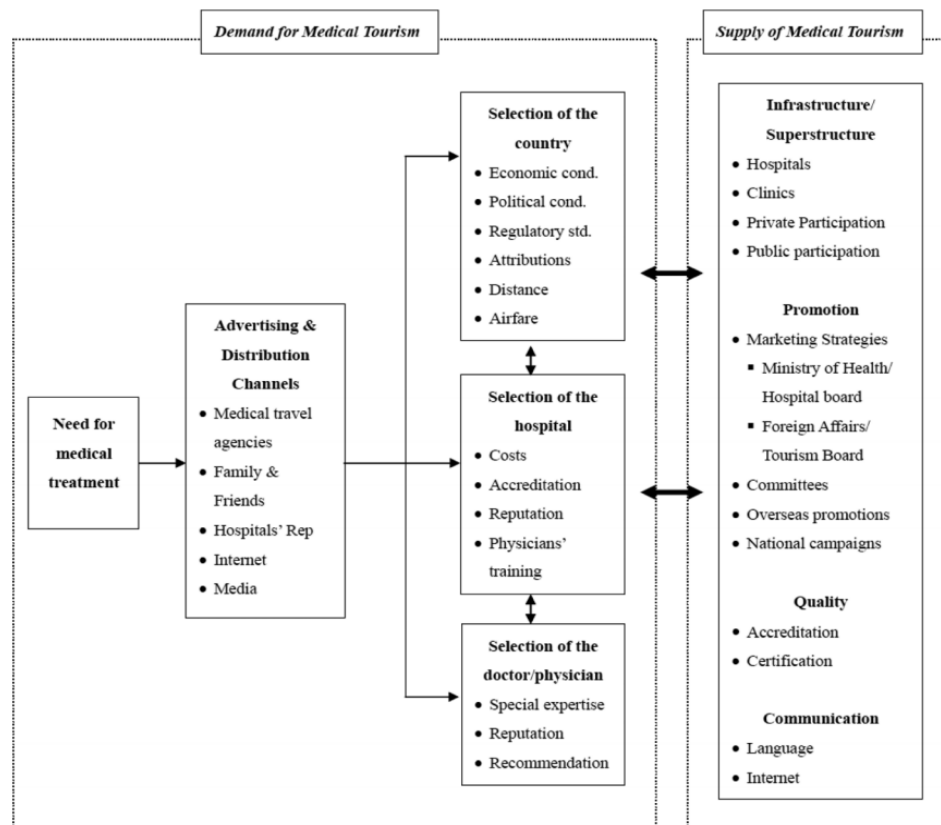 Demand for Medical Tourism
Supply of Medical Tourism
Need for
medical
treatment
Advertising &
Distribution
Channels
• Medical travel
agencies
• Family &
Friends
• Hospitals' Rep
• Internet
• Media
Selection of the
country
• Economic cond.
• Political cond.
• Regulatory std.
• Attributions
• Distance
• Airfare
Selection of the
hospital
• Costs
• Accreditation
• Reputation
• Physicians'
training
Selection of the
doctor/physician
• Special expertise
• Reputation
• Recommendation
Infrastructure/
Superstructure
• Hospitals
• Clinics
• Private Participation
• Public participation
Promotion
• Marketing Strategies
▪ Ministry of Health/
Hospital board
▪ Foreign Affairs/
Tourism Board
• Committees
• Overseas promotions
• National campaigns
Quality
• Accreditation
• Certification
Communication
• Language
• Internet